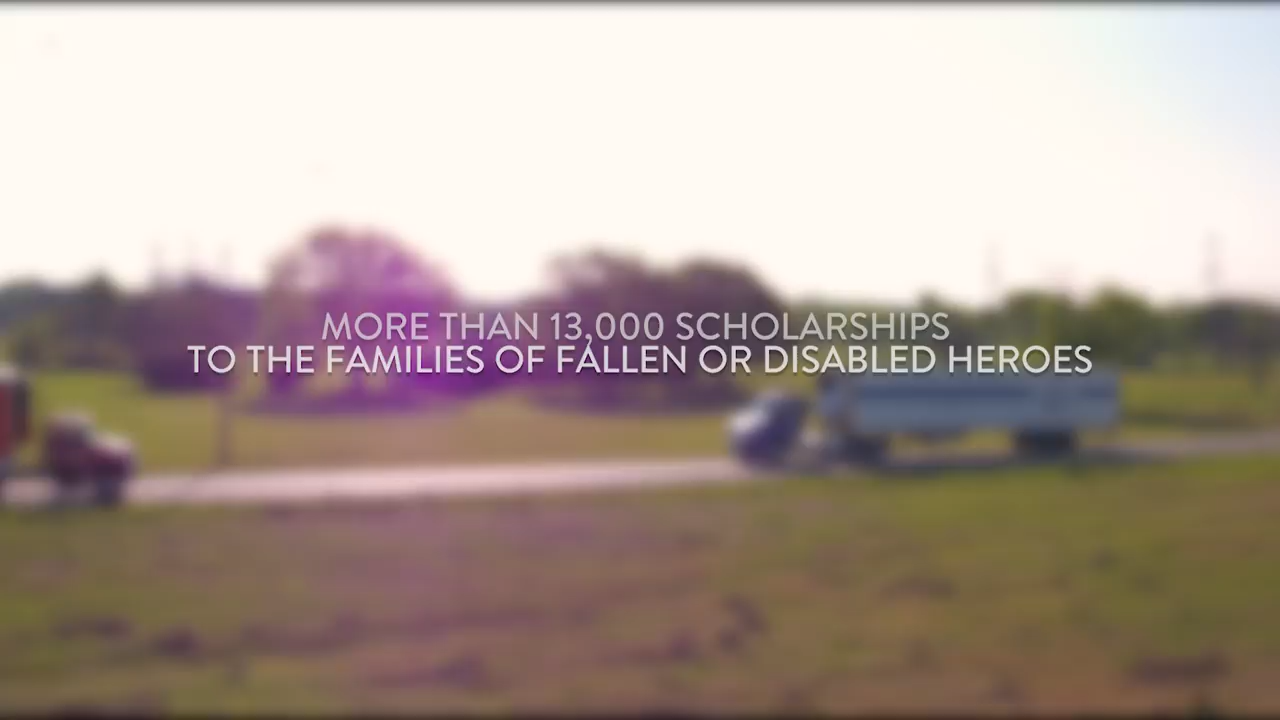 MORE THAN 13,000 SCHOLARSHIPS
TO THE FAMILIES OF FALLEN OR DISABLED HEROES